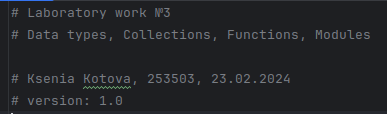 # Laboratory work №3
# Data types, Collections, Functions, Modules
# Ksenia Kotova, 253503, 23.02.2024
# version: 1.0